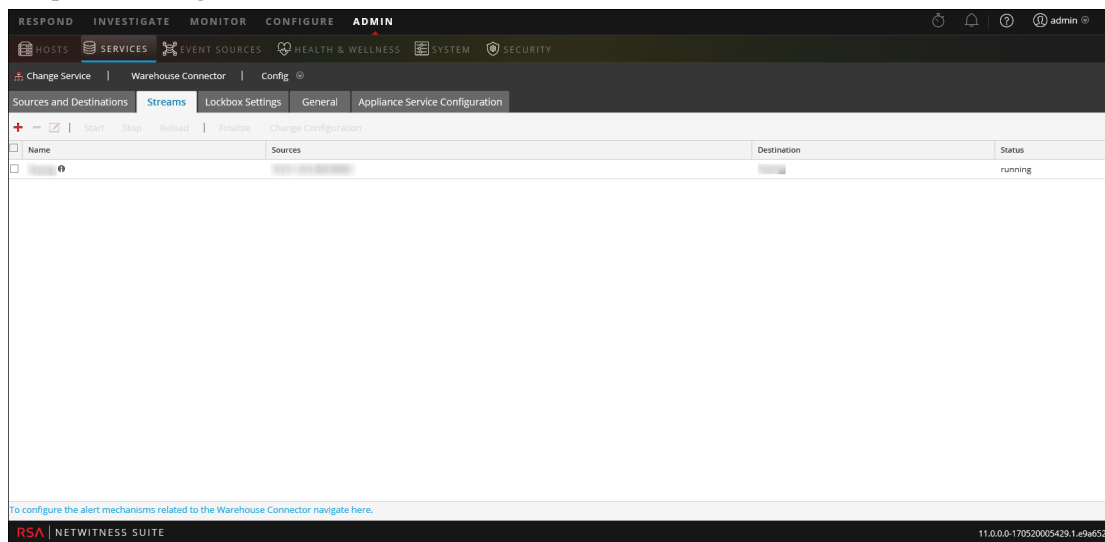 RESPOND INVESTIGATE MONITOR CONFIGURE ADMIN admin
HOSTS SERVICES EVENT SOURCES HEALTH & WELLNESS SYSTEM SECURITY
Change Service | Warehouse Connector | Config
Sources and Destinations Streams Lockbox Settings General Appliance Service Configuration
Start Stop Reload | Finalize Change Configuration
Name Sources Destination Status
running
To configure the alert mechanisms related to the Warehouse Connector navigate here.
RSA | NETWITNESS SUITE 11.0.0.0-170520005429.1.e9a652